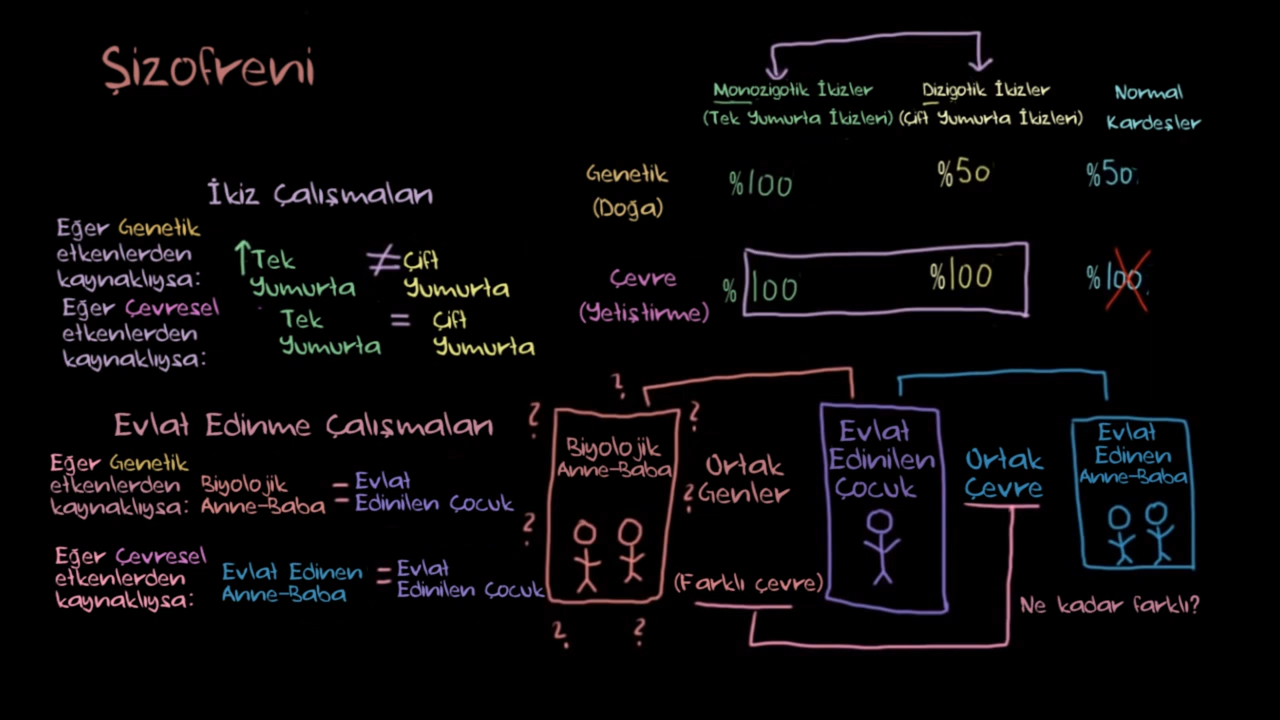 Şizofreni
Monozigotik İkizler
(Tek Yumurta İkizleri)
Dizigotik İkizler
(Çift Yumurta İkizleri)
Normal
Kardeşler
Genetik
(Doğa)
%100
%50
%50
Çevre
(Yetiştirme)
%100
%100
%100
İkiz Çalışmaları
Eğer Genetik
etkenlerden
kaynaklıysa:
↑Tek
Yumurta
≠
Çift
Yumurta
Eğer Çevresel
etkenlerden
kaynaklıysa:
Tek
Yumurta
=
Çift
Yumurta
Evlat Edinme Çalışmaları
Eğer Genetik
etkenlerden
kaynaklıysa:
Biyolojik
Anne-Baba
=
Evlat
Edinilen Çocuk
Eğer Çevresel
etkenlerden
kaynaklıysa:
Evlat Edinen
Anne-Baba
=
Evlat
Edinilen Çocuk
?
?
?
?
?
?
?
Biyolojik
Anne-Baba
Ortak
Genler
(Farklı çevre)
Evlat
Edinilen
Çocuk
Ortak
Çevre
Evlat
Edinen
Anne-Baba
Ne kadar farklı?